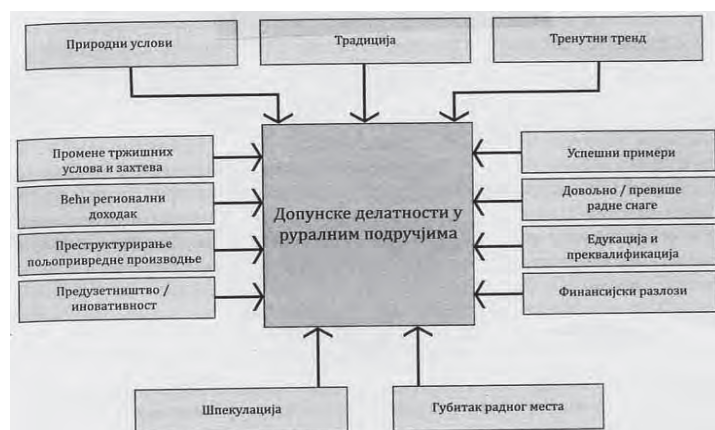 Природни услови
Традиција
Тренутни тренд
Промене тржишних
услова и захтева
Већи регионални
доходак
Преструктурирање
пољопривредне производње
Предузетништво /
иновативност
Допунске делатности у
руралним подручјима
Успешни примери
Довољно / превише
радне снаге
Едукација и
преквалификација
Финансијски разлози
Шпекулација
Губитак радног места